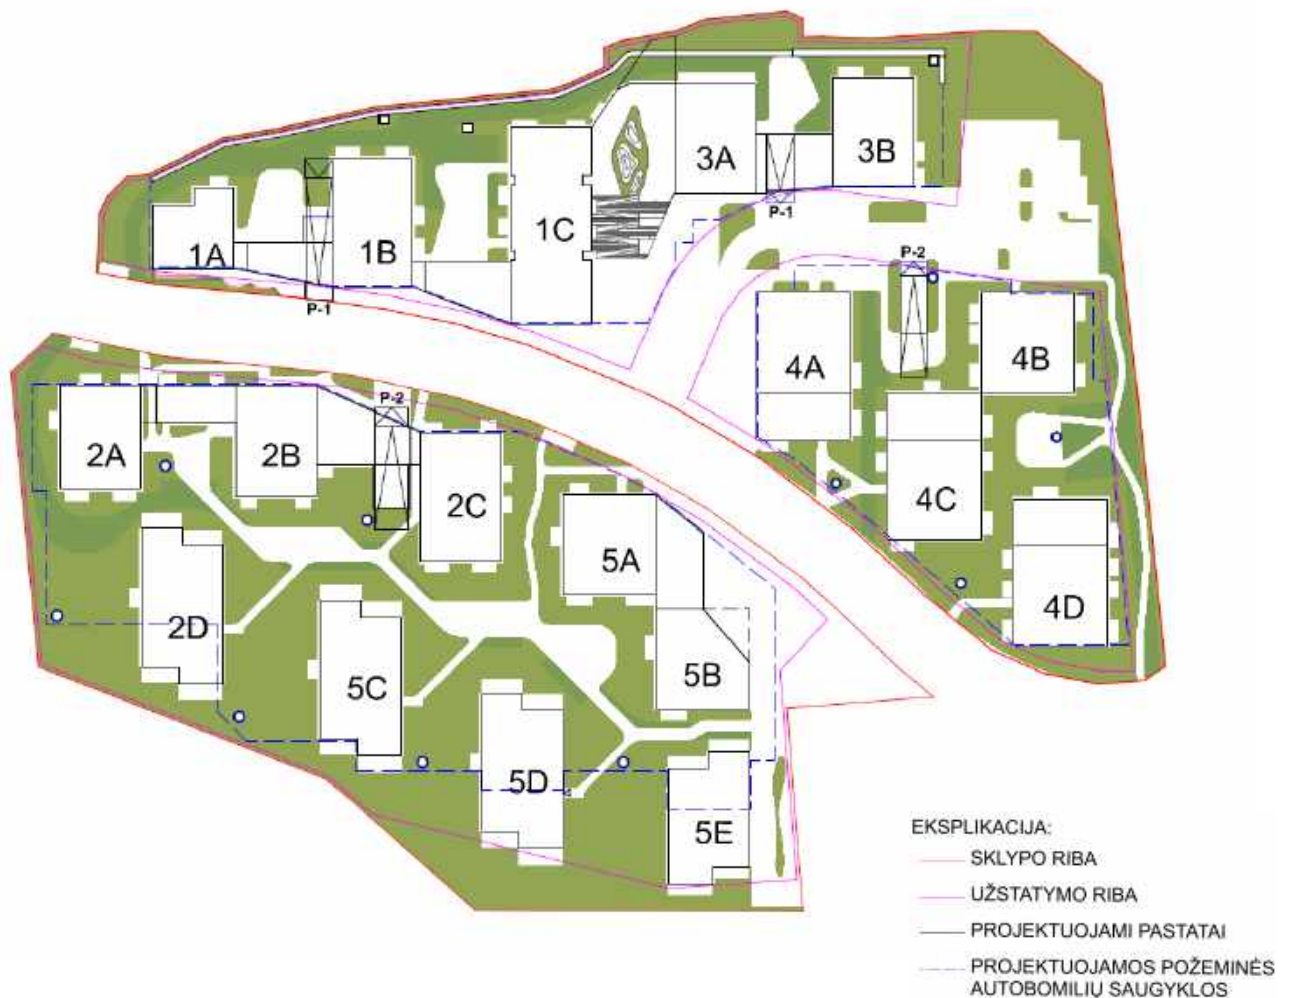 3A
3B
1C
1A
1B
P-1
P-1
P-2
4A
4B
P-2
2A
2B
2C
4C
5A
4D
2D
5B
5C
5D
5E
EKSPLIKACIJA:
SKLYPO RIBA
UŽSTATYMO RIBA
PROJEKTUOJAMI PASTATAI
PROJEKTUOJAMOS POŽEMINĖS
AUTOBOMILIŲ SAUGYKLOS